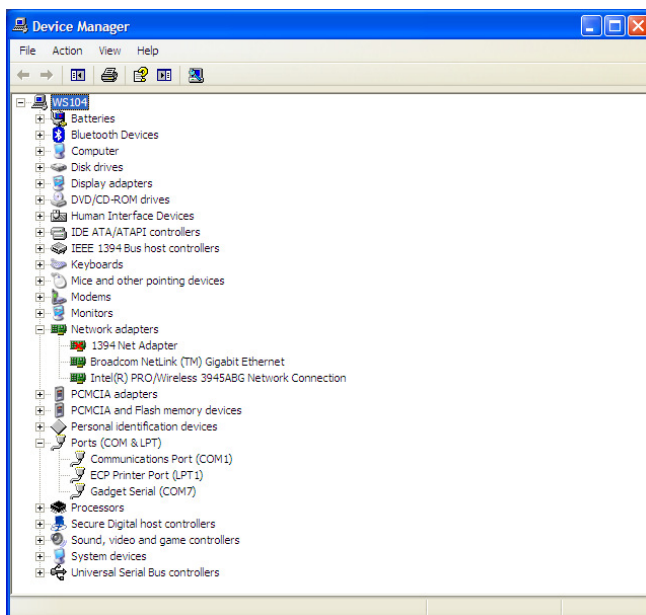 Device Manager
File Action View Help
WS104
Batteries
Bluetooth Devices
Computer
Disk drives
Display adapters
DVD/CD-ROM drives
Human Interface Devices
IDE ATA/ATAPI controllers
IEEE 1394 Bus host controllers
Keyboards
Mice and other pointing devices
Modems
Monitors
Network adapters
1394 Net Adapter
Broadcom NetLink (TM) Gigabit Ethernet
Intel(R) PRO/Wireless 3945ABG Network Connection
PCMCIA adapters
PCMCIA and Flash memory devices
Personal identification devices
Ports (COM & LPT)
Communications Port (COM1)
ECP Printer Port (LPT1)
Gadget Serial (COM7)
Processors
Secure Digital host controllers
Sound, video and game controllers
System devices
Universal Serial Bus controllers